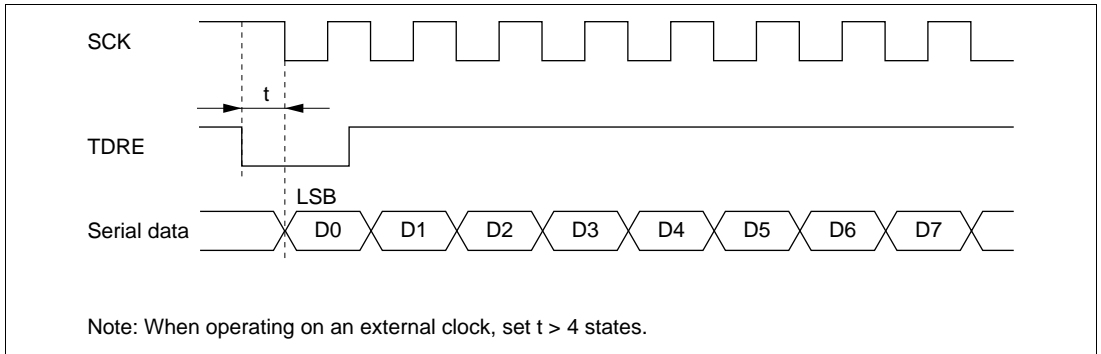 SCK
t
TDRE
LSB
Serial data D0 D1 D2 D3 D4 D5 D6 D7
Note: When operating on an external clock, set t > 4 states.